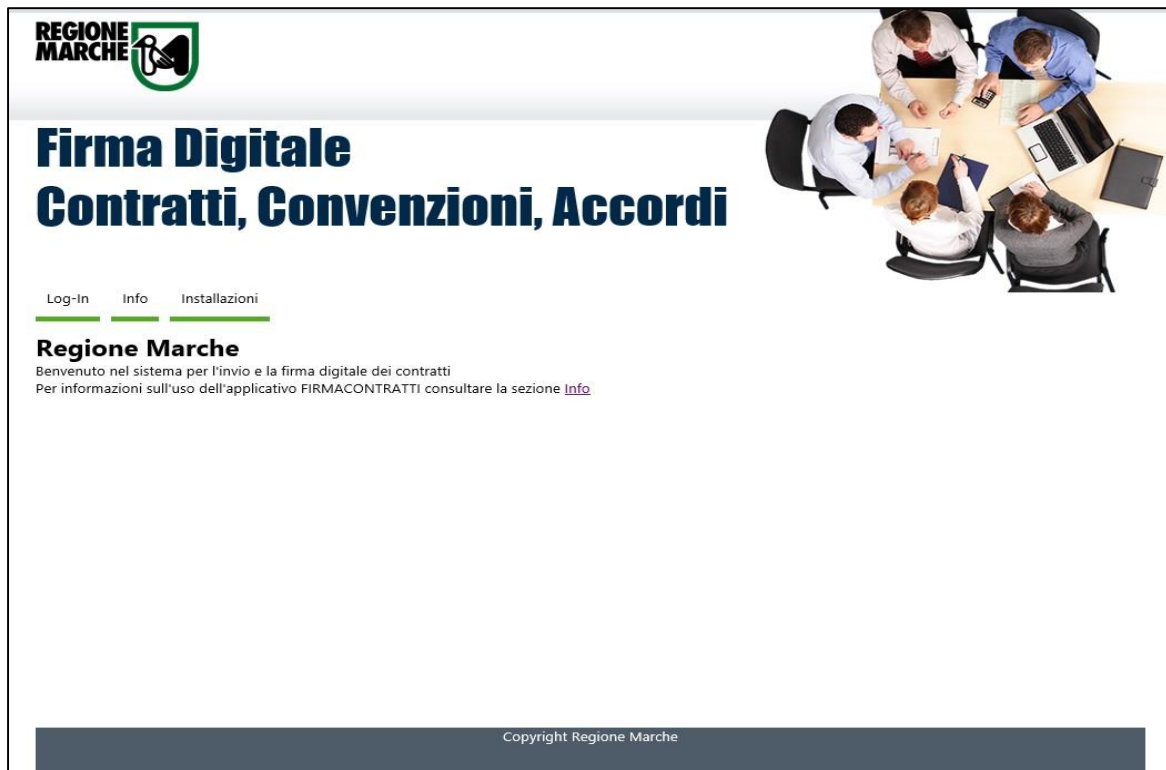 REGIONE
MARCHE
Firma Digitale
Contratti, Convenzioni, Accordi
Log-In Info Installazioni
Regione Marche
Benvenuto nel sistema per l'invio e la firma digitale dei contratti
Per informazioni sull'uso dell'applicativo FIRMACONTRATTI consultare la sezione Info
Copyright Regione Marche